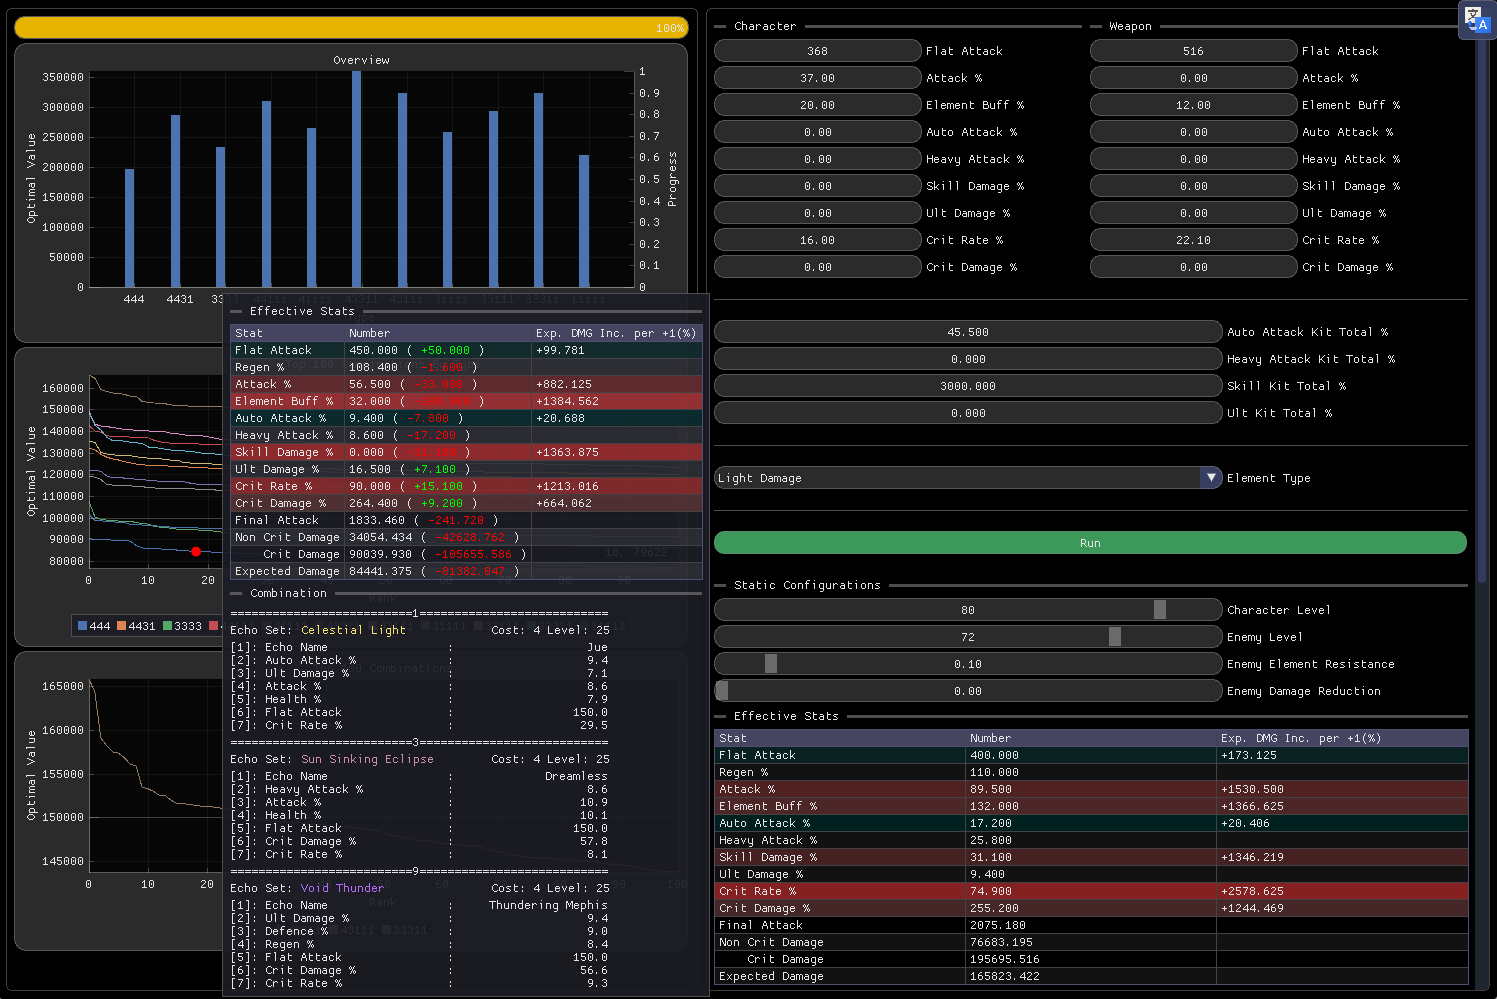 100%
Overview
Optimal Value
350000
300000
250000
200000
150000
100000
50000
0
1
0.9
0.8
0.7
0.6
0.5
0.4
0.3
0.2
0.1
0
Progress
444 4431 3333 44111 41111 43311 43111 31111 33111 33311 11111
Optimal Value
160000
150000
140000
130000
120000
110000
100000
90000
80000
0 10 20
18, 79622
Rank
444 4431 3333
Optimal Value
165000
160000
155000
150000
145000
0 10 20
90 100
Rank
43111 33311
Effective Stats
Stat Number Exp. DMG Inc. per +1(%)
Flat Attack 450.000 ( +50.000 ) +99.781
Regen % 108.400 ( -1.600 )
Attack % 56.500 ( -33.000 ) +882.125
Element Buff % 32.000 ( ) +1384.562
Auto Attack % 9.400 ( -7.800 ) +20.688
Heavy Attack % 8.600 ( -17.200 )
Skill Damage % 0.000 ( ) +1363.875
Ult Damage % 16.500 ( +7.100 )
Crit Rate % 90.000 ( +15.100 ) +1213.016
Crit Damage % 264.400 ( +9.200 ) +664.062
Final Attack 1833.460 ( -241.720 )
Non Crit Damage 34054.434 ( -42628.762 )
Crit Damage 90039.930 ( -105655.586 )
Expected Damage 84441.375 ( -81382.047 )
Combination
==========================1===========================
Echo Set: Celestial Light Cost: 4 Level: 25
[1]: Echo Name : Jue
[2]: Auto Attack % : 9.4
[3]: Ult Damage % : 7.1
[4]: Attack % : 8.6
[5]: Health % : 7.9
[6]: Flat Attack : 150.0
[7]: Crit Rate % : 29.5
==========================3===========================
Echo Set: Sun Sinking Eclipse Cost: 4 Level: 25
[1]: Echo Name : Dreamless
[2]: Heavy Attack % : 8.6
[3]: Attack % : 10.9
[4]: Health % : 10.1
[5]: Flat Attack : 150.0
[6]: Crit Damage % : 57.8
[7]: Crit Rate % : 8.1
==========================9===========================
Echo Set: Void Thunder Cost: 4 Level: 25
[1]: Echo Name : Thundering Mephis
[2]: Ult Damage % : 9.4
[3]: Defence % : 9.0
[4]: Regen % : 8.4
[5]: Flat Attack : 150.0
[6]: Crit Damage % : 56.6
[7]: Crit Rate % : 9.3
Character
368 Flat Attack
37.00 Attack %
20.00 Element Buff %
0.00 Auto Attack %
0.00 Heavy Attack %
0.00 Skill Damage %
0.00 Ult Damage %
16.00 Crit Rate %
0.00 Crit Damage %
Weapon
516 Flat Attack
0.00 Attack %
12.00 Element Buff %
0.00 Auto Attack %
0.00 Heavy Attack %
0.00 Skill Damage %
0.00 Ult Damage %
22.10 Crit Rate %
0.00 Crit Damage %
文 A
45.500 Auto Attack Kit Total %
0.000 Heavy Attack Kit Total %
3000.000 Skill Kit Total %
0.000 Ult Kit Total %
Light Damage Element Type
Run
Static Configurations
80 Character Level
72 Enemy Level
0.10 Enemy Element Resistance
0.00 Enemy Damage Reduction
Effective Stats
Stat Number Exp. DMG Inc. per +1(%)
Flat Attack 400.000 +173.125
Regen % 110.000
Attack % 89.500 +1530.500
Element Buff % 132.000 +1366.625
Auto Attack % 17.200 +20.406
Heavy Attack % 25.800
Skill Damage % 31.100 +1346.219
Ult Damage % 9.400
Crit Rate % 74.900 +2578.625
Crit Damage % 255.200 +1244.469
Final Attack 2075.180
Non Crit Damage 76683.195
Crit Damage 195695.516
Expected Damage 165823.422